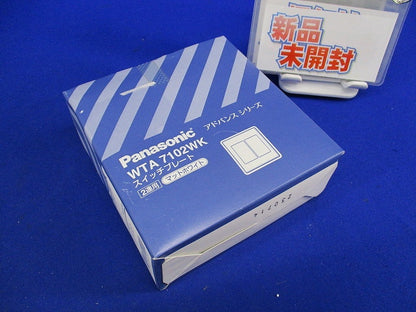 新品
未開封
Panasonic
アドバンスシリーズ
WTA 7102WK
スイッチプレート
2連用 マットホワイト
230714